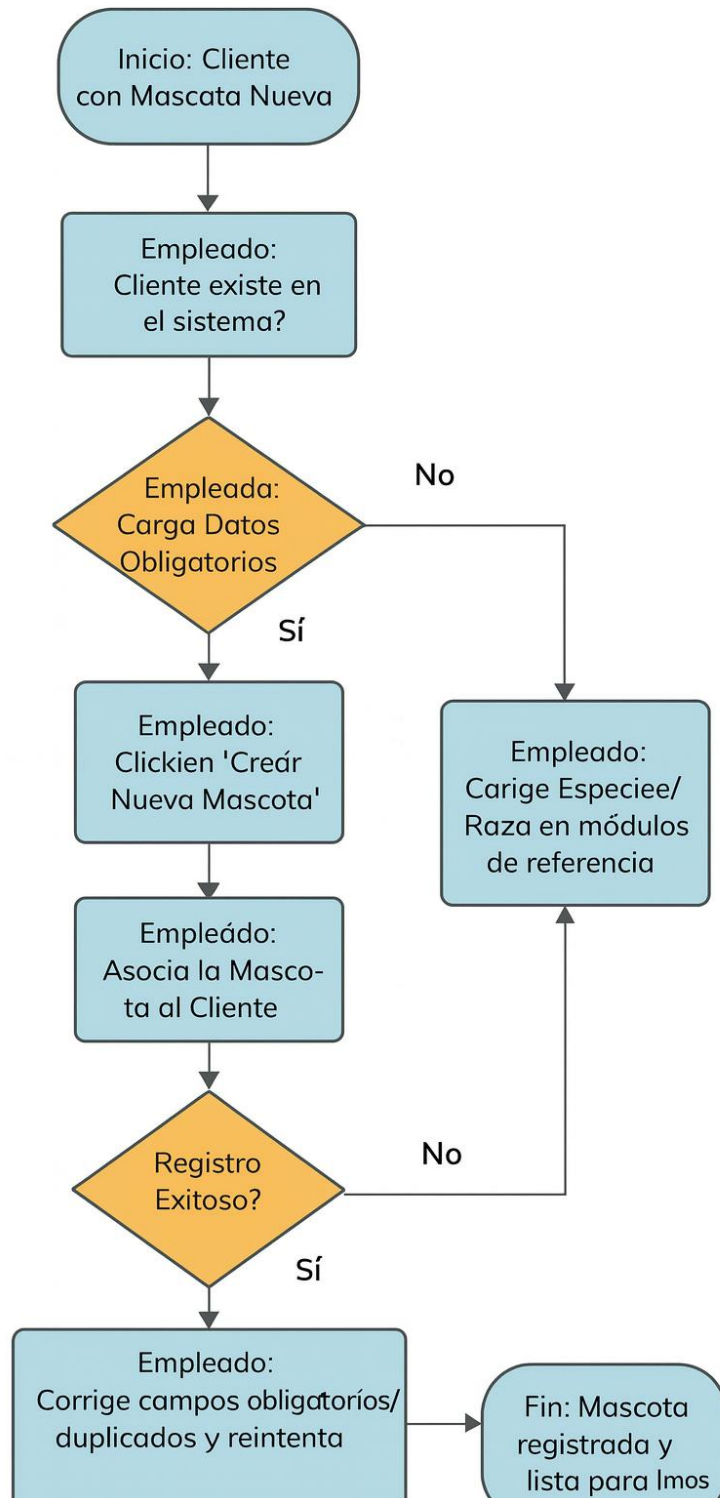 Inicio: Cliente
con Mascata Nueva
Empleado:
Cliente existe en
el sistema?
Empleada:
Carga Datos
Obligatorios
No
Sí
Empleado:
Clickien 'Creár
Nueva Mascota'
Empleado:
Carige Especiee/
Raza en módulos
de referencia
Empleádo:
Asocia la Masco-
ta al Cliente
Registro
Exitoso?
No
Sí
Empleado:
Corrige campos obligatoríos/
duplicados y reintenta
Fin: Mascota
registrada y
lista para lmos